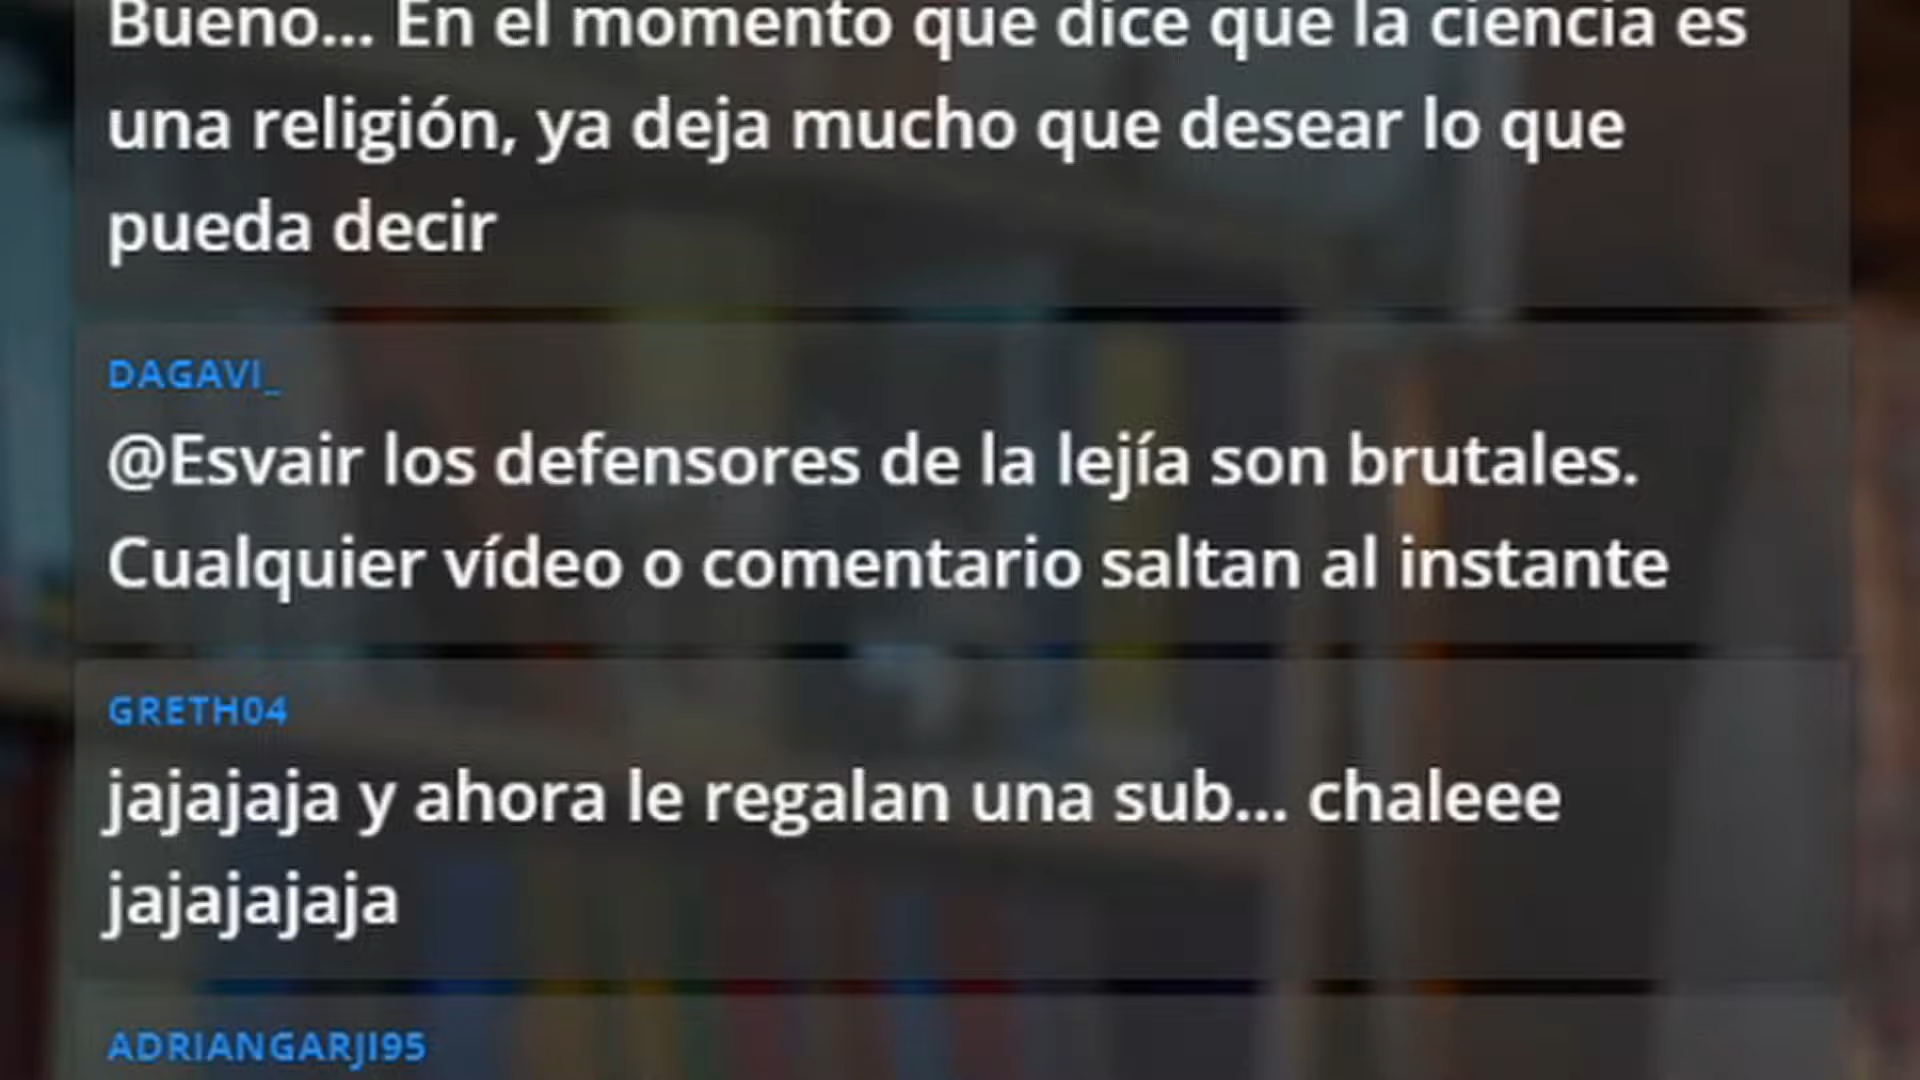 Bueno... En el momento que dice que la ciencia es
una religión, ya deja mucho que desear lo que
pueda decir
DAGAVI_
@Esvair los defensores de la lejía son brutales.
Cualquier vídeo o comentario saltan al instante
GRETH04
jajajaja y ahora le regalan una sub... chaleee
jajajajaja
ADRIANGARJI95